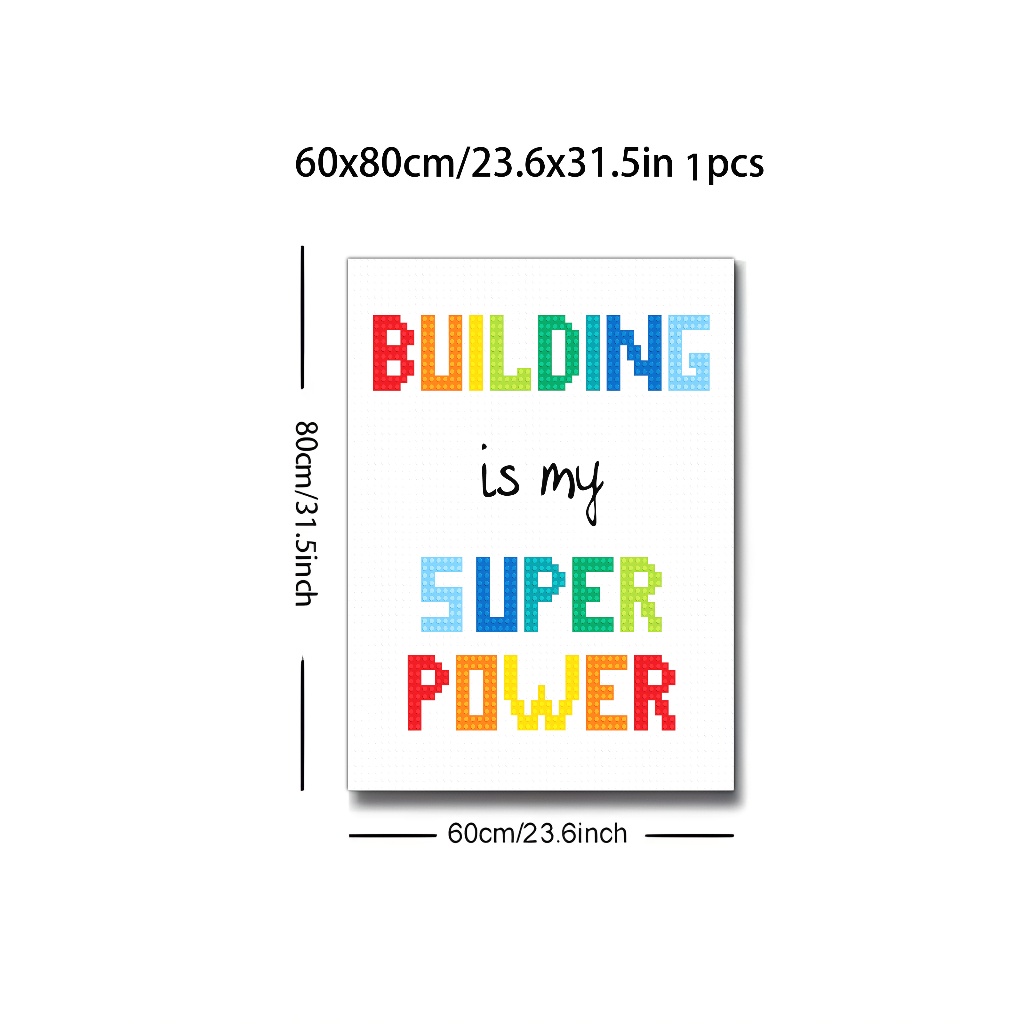 60x80cm/23.6x31.5in 1pcs
BUILDING
is my
SUPER
POWER
80cm/31.5inch
60cm/23.6inch